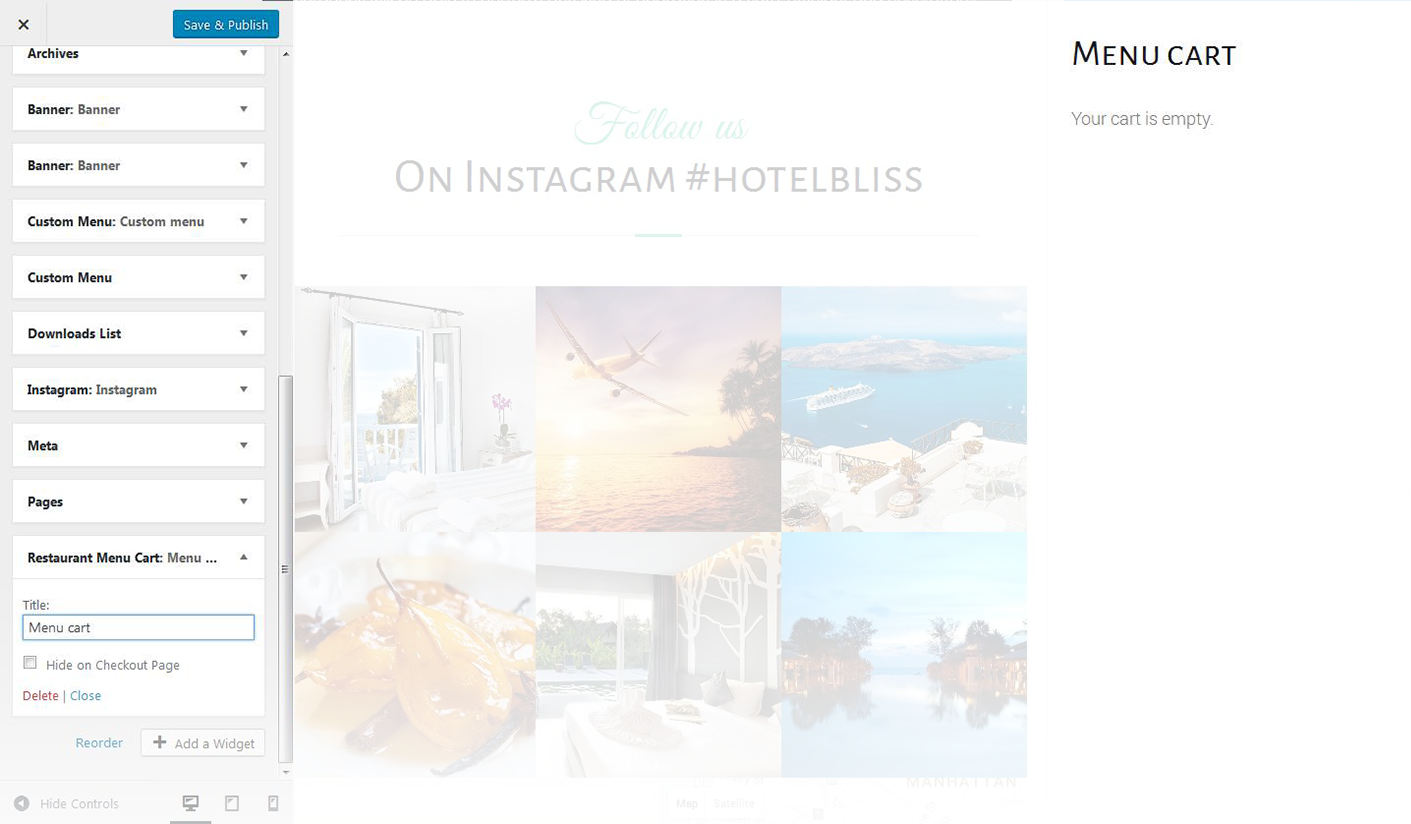 Save & Publish
Archives
Banner: Banner
Banner: Banner
Custom Menu: Custom menu
Custom Menu
Downloads List
Instagram: Instagram
Meta
Pages
Restaurant Menu Cart: Menu ...
Title:
Menu cart
Hide on Checkout Page
Delete | Close
Reorder
Add a Widget
Hide Controls
Follow us
On Instagram #hotelbliss
MANHATTAN
Map
Satellite
Menu cart
Your cart is empty.